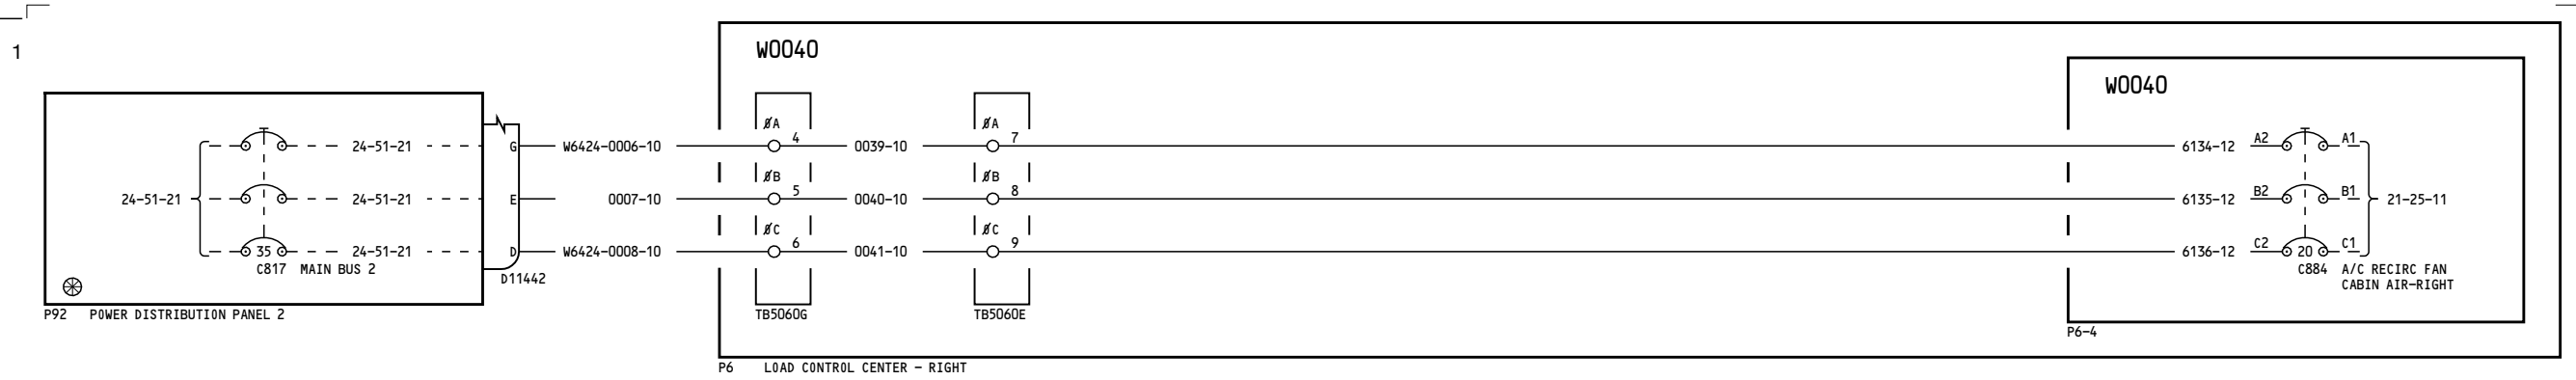 1
W0040
W0040
ØA
4
ØA
7
24-51-21
G
W6424-0006-10
0039-10
6134-12
A2
A1
ØB
5
ØB
8
24-51-21
24-51-21
E
0007-10
0040-10
6135-12
B2
B1
21-25-11
ØC
6
ØC
9
35
24-51-21
D
W6424-0008-10
0041-10
6136-12
C2
20
C1
C817 MAIN BUS 2
D11442
C884 A/C RECIRC FAN
CABIN AIR-RIGHT
P92 POWER DISTRIBUTION PANEL 2
TB5060G
TB5060E
P6-4
P6 LOAD CONTROL CENTER - RIGHT